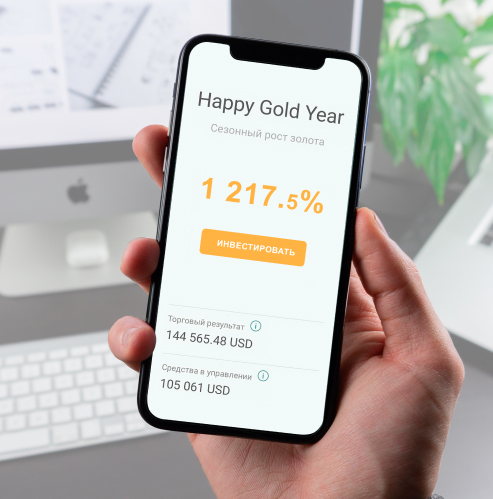 Happy Gold Year
Сезонный рост золота
1 217.5%
ИНВЕСТИРОВАТЬ
Торговый результат i
144 565.48 USD
Средства в управлении i
105 061 USD